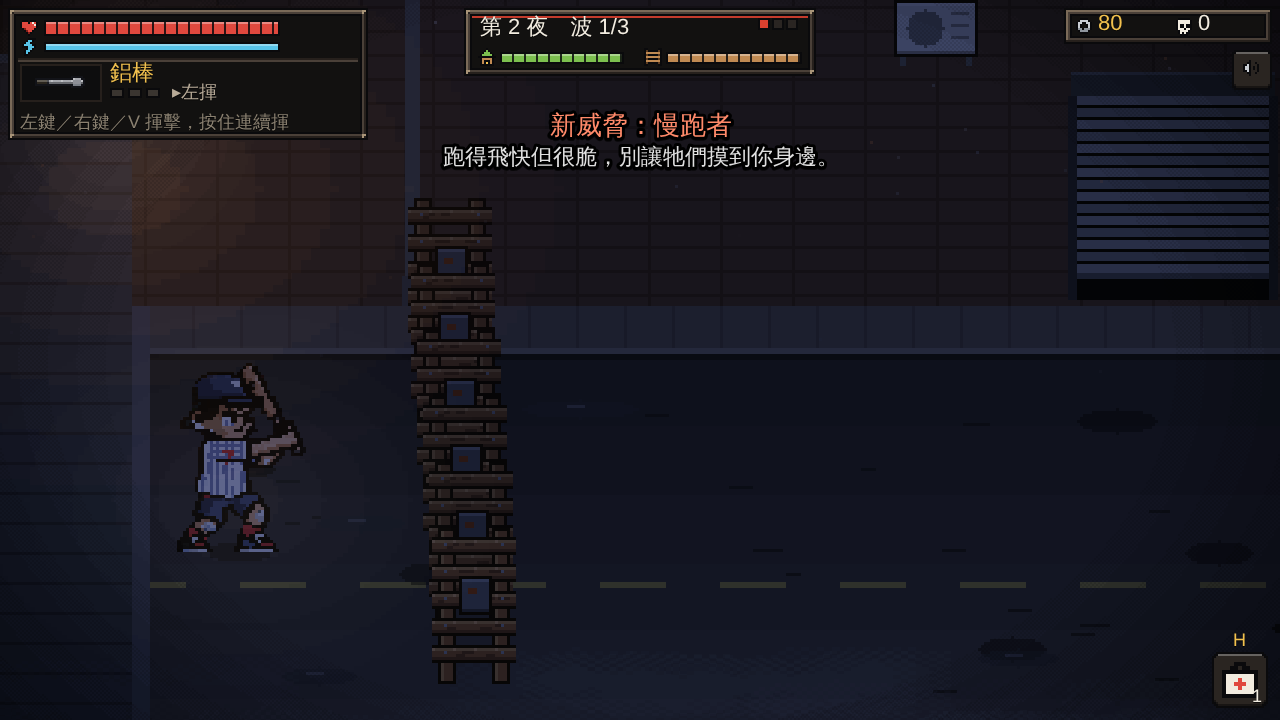 鋁棒
▸左揮
左鍵／右鍵／V 揮擊，按住連續揮
第 2 夜　波 1/3
80
0
新威脅：慢跑者
跑得飛快但很脆，別讓牠們摸到你身邊。
H
1